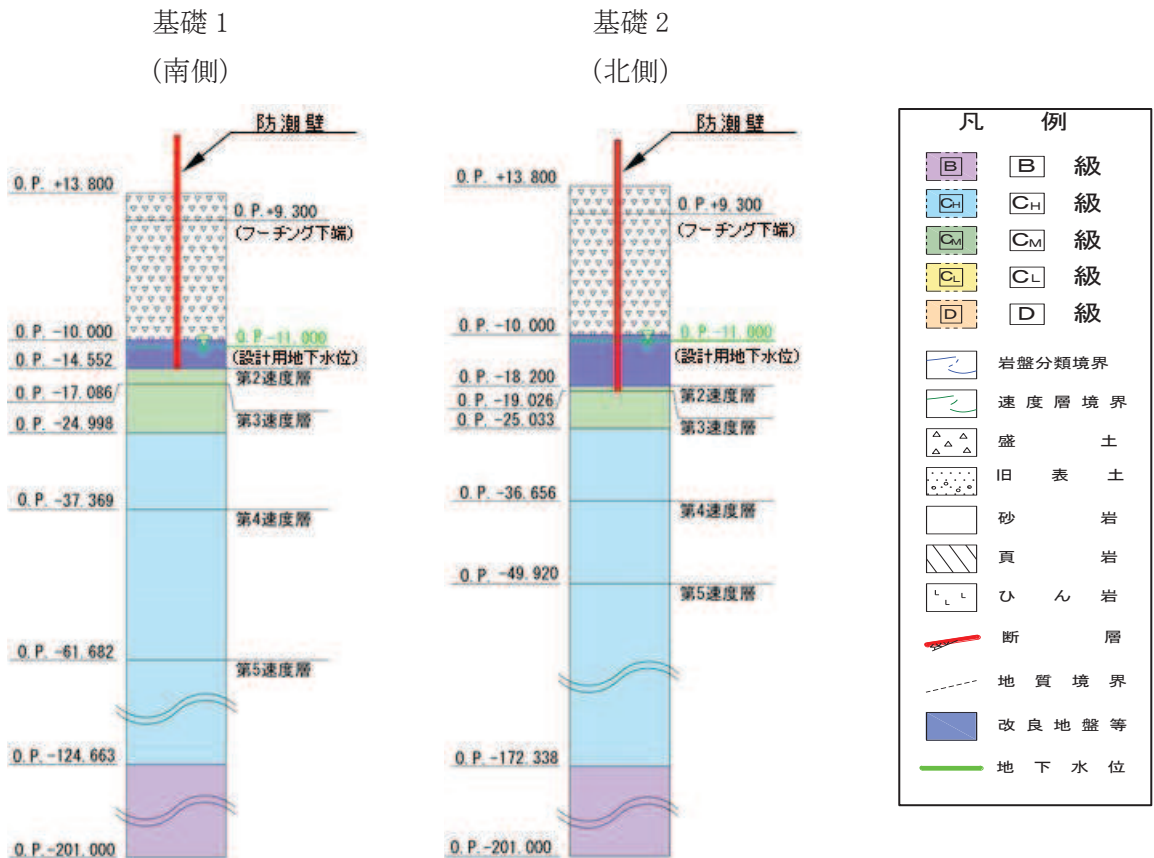 基礎 1
(南側)
防潮壁
O.P. +13.800
O.P.+9.300
(フーチング下端)
O.P. -10.000
O.P -11.000
(設計用地下水位)
O.P. -14.552
第2速度層
O.P. -17.086
第3速度層
O.P. -24.998
O.P. -37.369
第4速度層
O.P. -61.682
第5速度層
O.P. -124.663
O.P. -201.000
基礎 2
(北側)
防潮壁
O.P. +13.800
O.P.+9.300
(フーチング下端)
O.P. -10.000
O.P -11.000
(設計用地下水位)
O.P. -18.200
第2速度層
O.P. -19.026
第3速度層
O.P. -25.033
O.P. -36.656
第4速度層
O.P. -49.920
第5速度層
O.P. -172.338
O.P. -201.000
凡 例
B B 級
CH CH 級
CM CM 級
CL CL 級
D D 級
岩盤分類境界
速度層境界
盛 土
旧 表 土
砂 岩
頁 岩
ひ ん 岩
断 層
地 質 境 界
改良地盤等
地 下 水 位